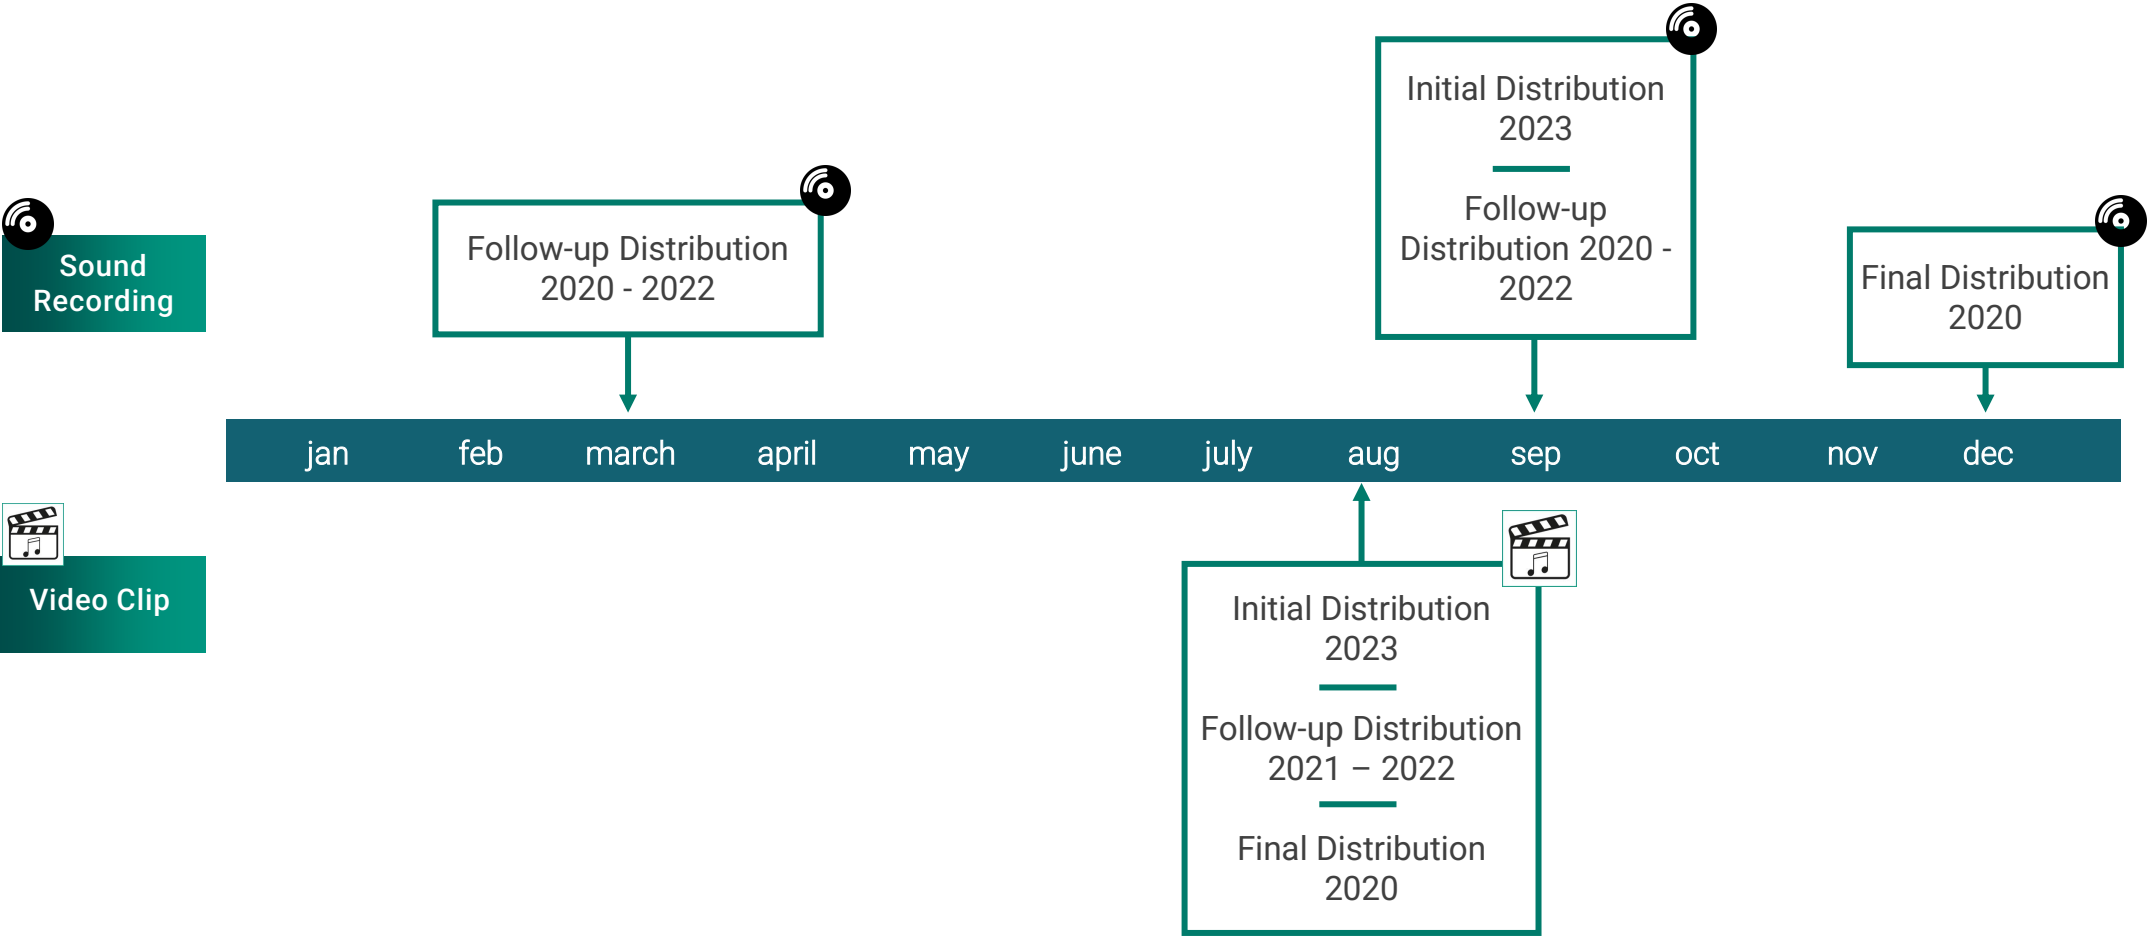 Initial Distribution
2023
Follow-up
Distribution 2020 -
2022
Follow-up Distribution
2020 - 2022
Final Distribution
2020
Sound
Recording
jan feb march april may june july aug sep oct nov dec
Video Clip
Initial Distribution
2023
Follow-up Distribution
2021 – 2022
Final Distribution
2020